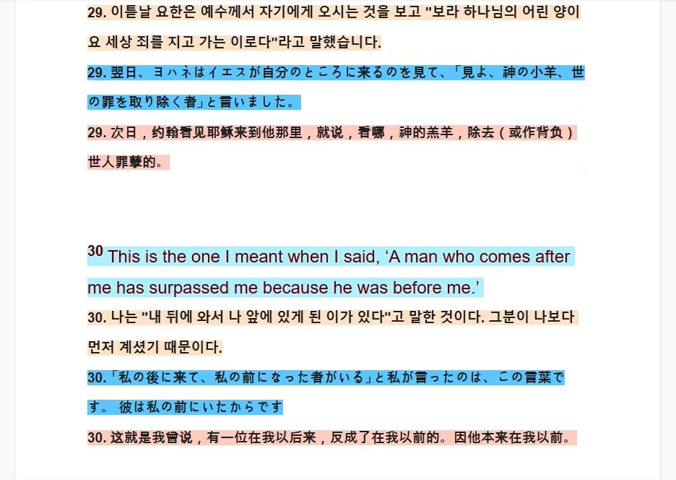 29. 이튿날 요한은 예수께서 자기에게 오시는 것을 보고 "보라 하나님의 어린 양이
요 세상 죄를 지고 가는 이로다"라고 말했습니다.
29. 翌日、ヨハネはイエスが自分のところに来るのを見て、「見よ、神の小羊、世
の罪を取り除く者」と言いました。
29. 次日，约翰看见耶稣来到他那里，就说，看哪，神的羔羊，除去（或作背负）
世人罪孽的。
30 This is the one I meant when I said, ‘A man who comes after
me has surpassed me because he was before me.’
30. 나는 "내 뒤에 와서 나 앞에 있게 된 이가 있다"고 말한 것이다. 그분이 나보다
먼저 계셨기 때문이다.
30.「私の後に来て、私の前になった者がいる」と私が言ったのは、この言葉で
す。 彼は私の前にいたからです
30. 这就是我曾说，有一位在我以后来，反成了在我以前的。因他本来在我以前。